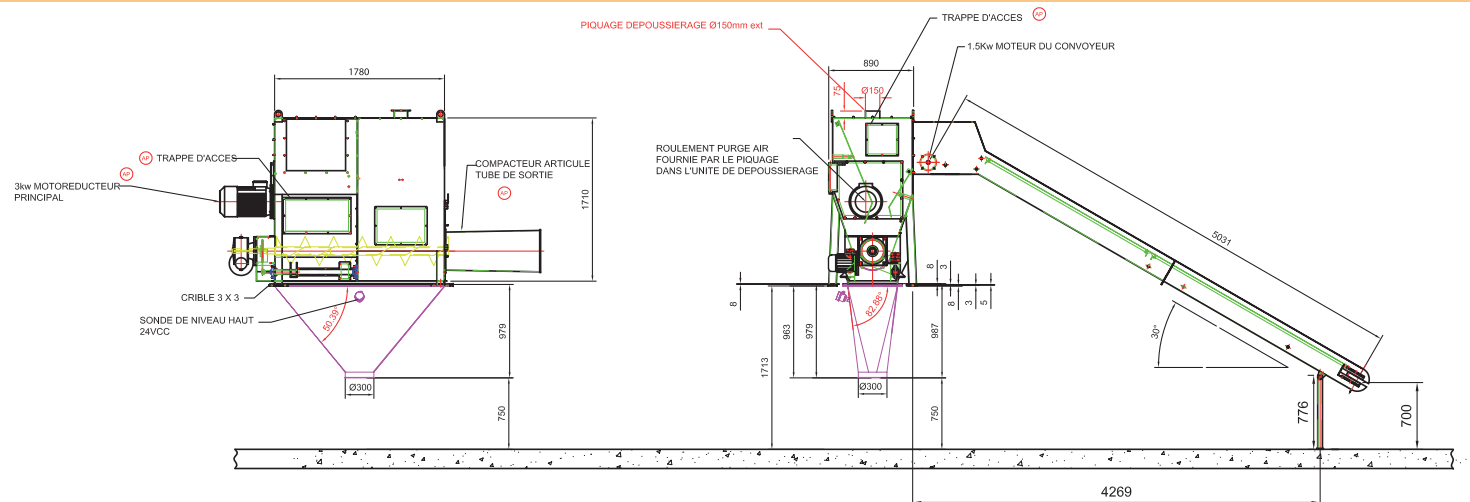 PIQUAGE DEPOUSSIERAGE Ø150mm ext
TRAPPE D'ACCES AP
1.5Kw MOTEUR DU CONVOYEUR
1780
890
75
Ø150
ROULEMENT PURGE AIR
FOURNIE PAR LE PIQUAGE
DANS L'UNITE DE DEPOUSSIERAGE
AP TRAPPE D'ACCES
AP
3kw MOTOREDUCTEUR
PRINCIPAL
COMPACTEUR ARTICULE
TUBE DE SORTIE
AP
1710
5031
CRIBLE 3 X 3
SONDE DE NIVEAU HAUT
24VCC
50.39°
979
Ø300
750
8
8
3
8
3
5
82.88°
963
979
987
1713
Ø300
750
30°
776
700
4269